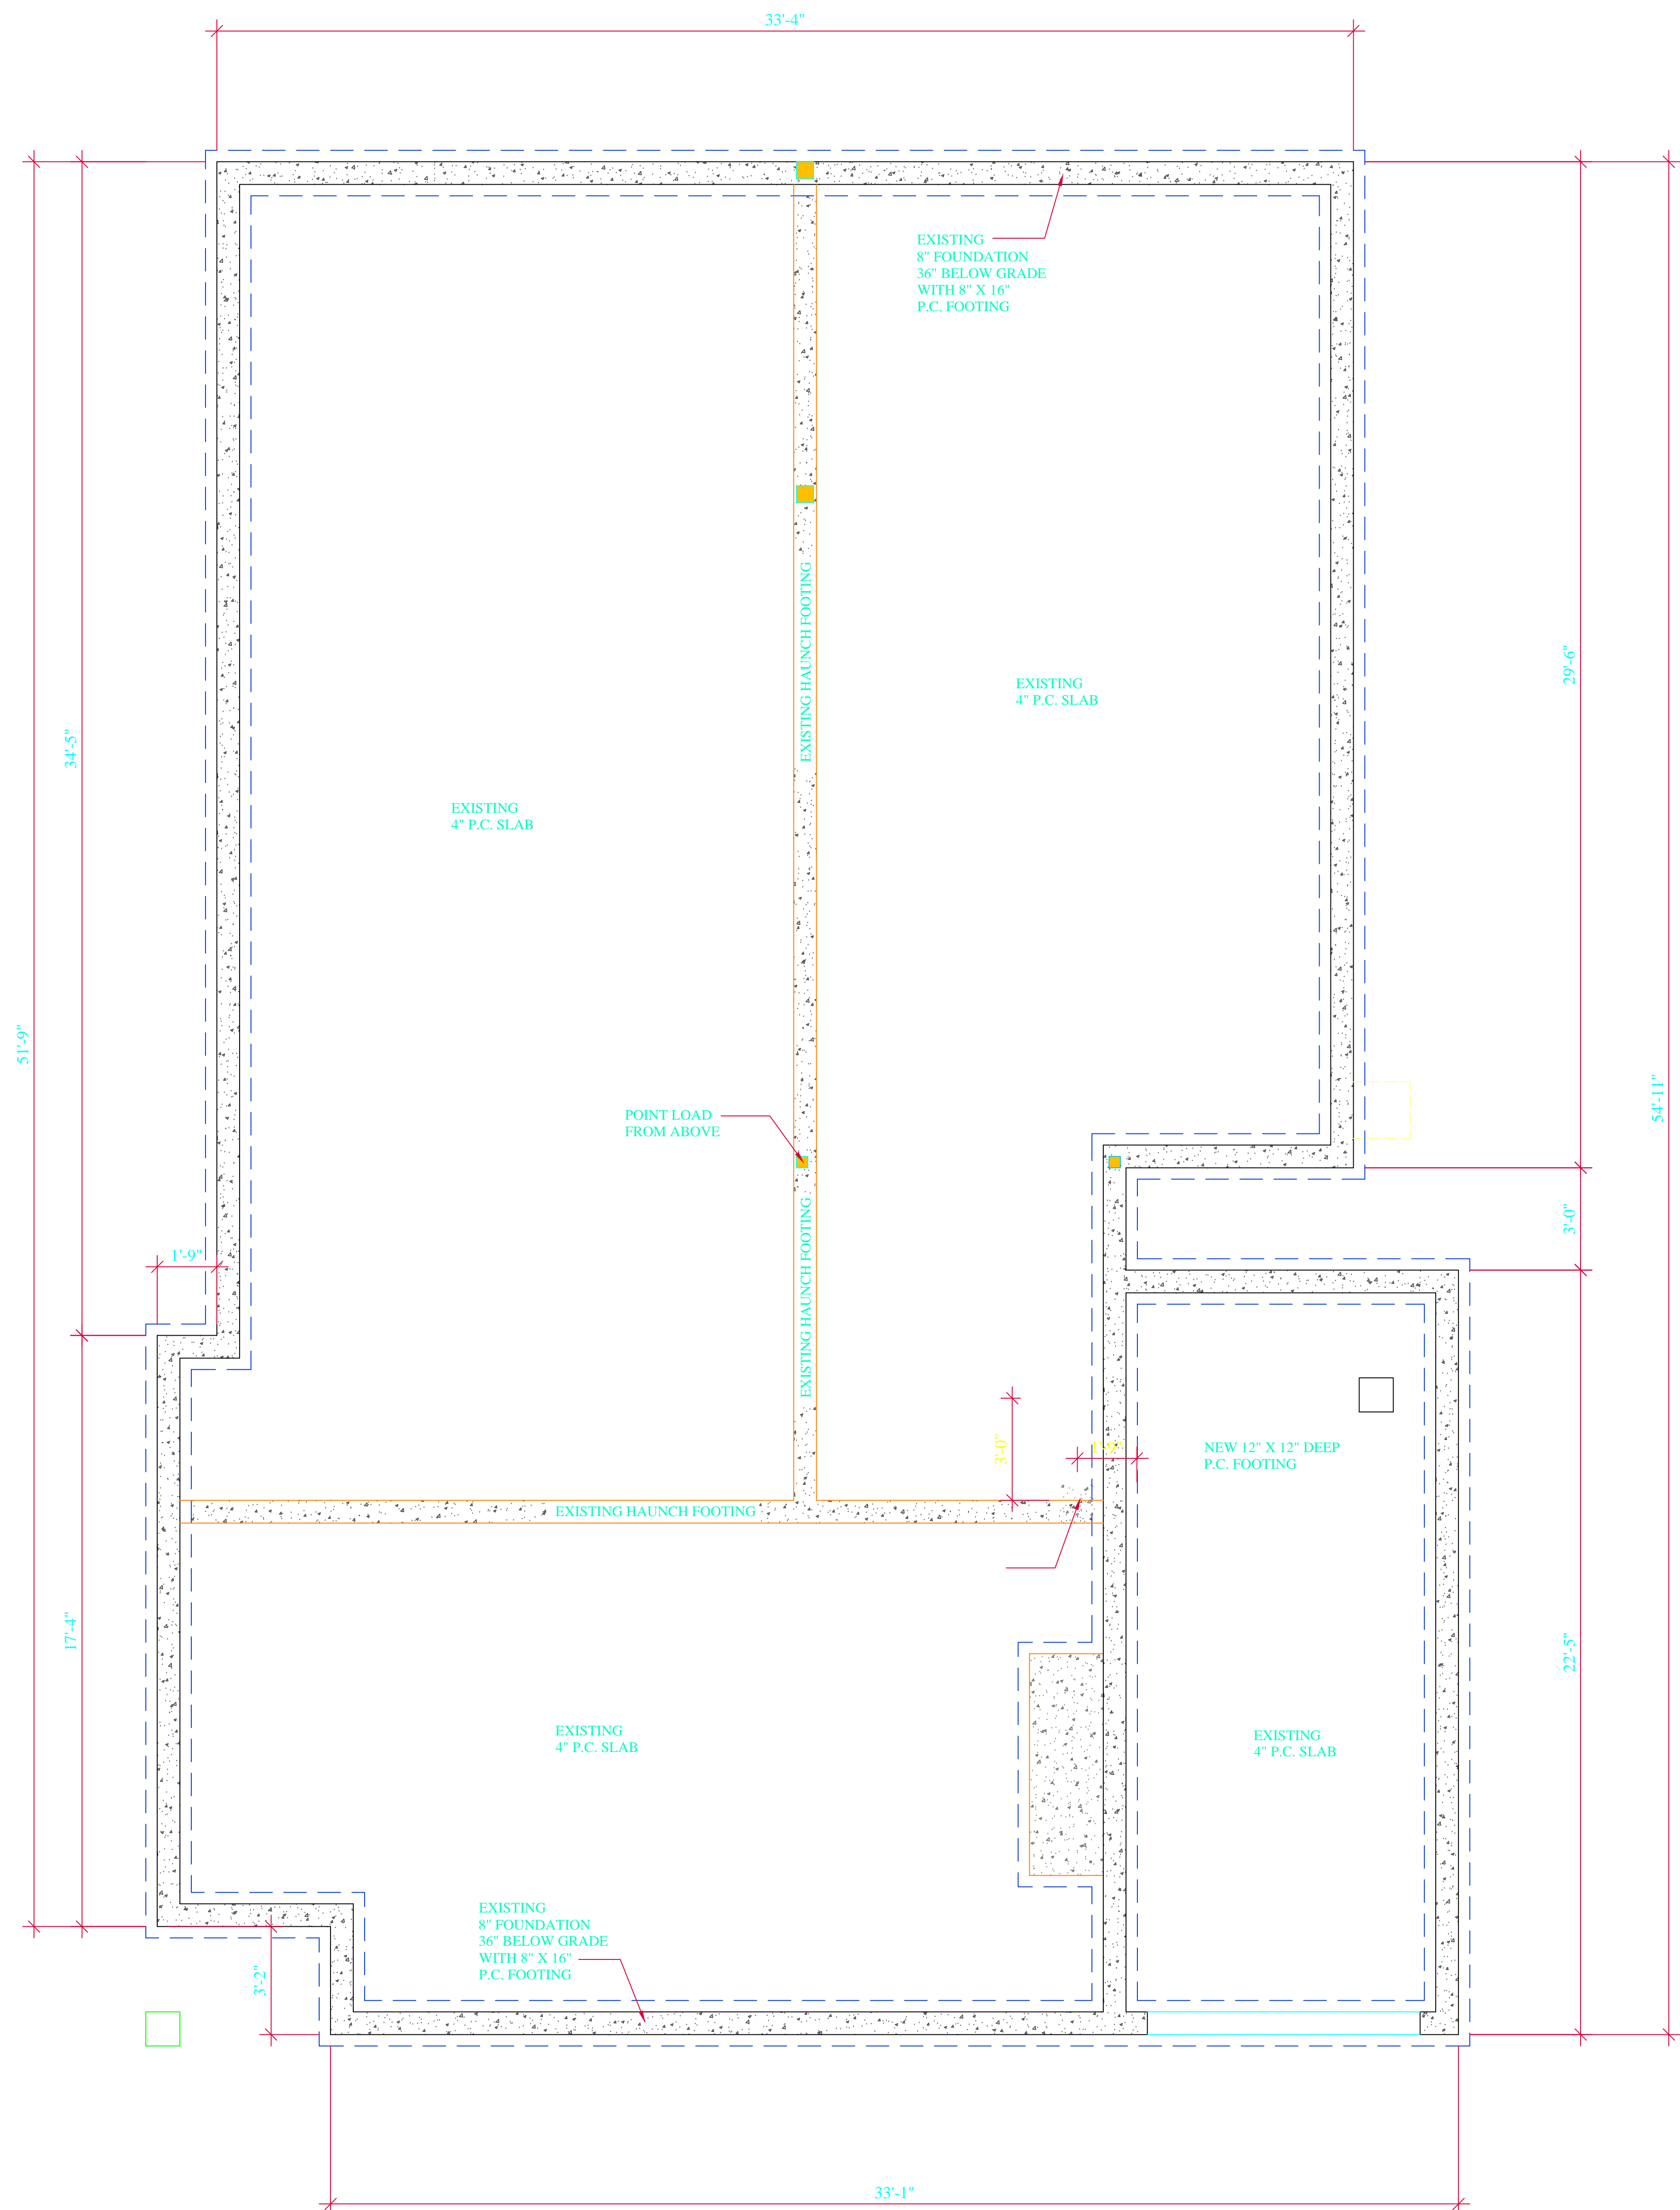 33'-4"
EXISTING
8" FOUNDATION
36" BELOW GRADE
WITH 8" X 16"
P.C. FOOTING
EXISTING HAUNCH FOOTING
29'-6"
EXISTING
4" P.C. SLAB
34'-5"
EXISTING
4" P.C. SLAB
51'-9"
54'-11"
POINT LOAD
FROM ABOVE
3'-0"
1'-9"
EXISTING HAUNCH FOOTING
3'-0"
1'-9"
NEW 12" X 12" DEEP
P.C. FOOTING
EXISTING HAUNCH FOOTING
17'-4"
22'-5"
EXISTING
4" P.C. SLAB
EXISTING
4" P.C. SLAB
EXISTING
8" FOUNDATION
36" BELOW GRADE
WITH 8" X 16"
P.C. FOOTING
3'-2"
33'-1"